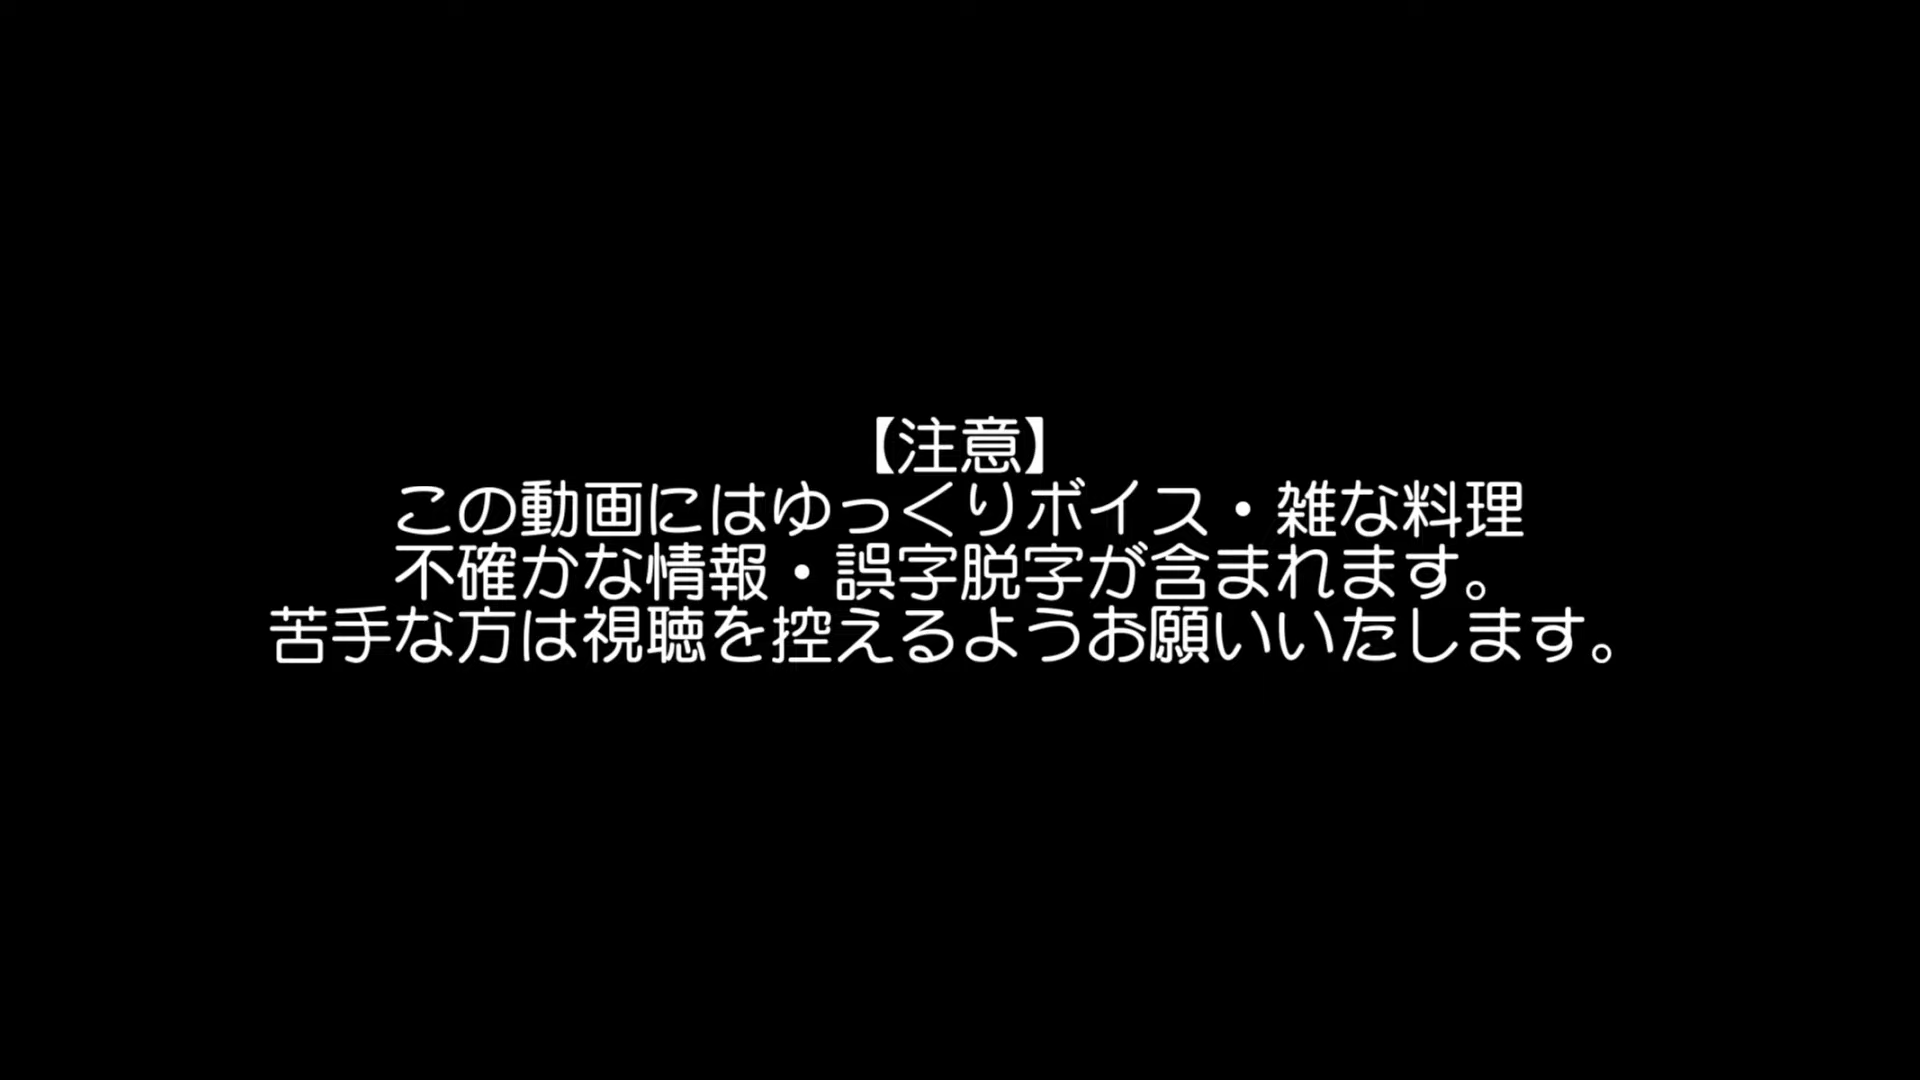 【注意】
この動画にはゆっくりボイス・雑な料理
不確かな情報・誤字脱字が含まれます。
苦手な方は視聴を控えるようお願いいたします。